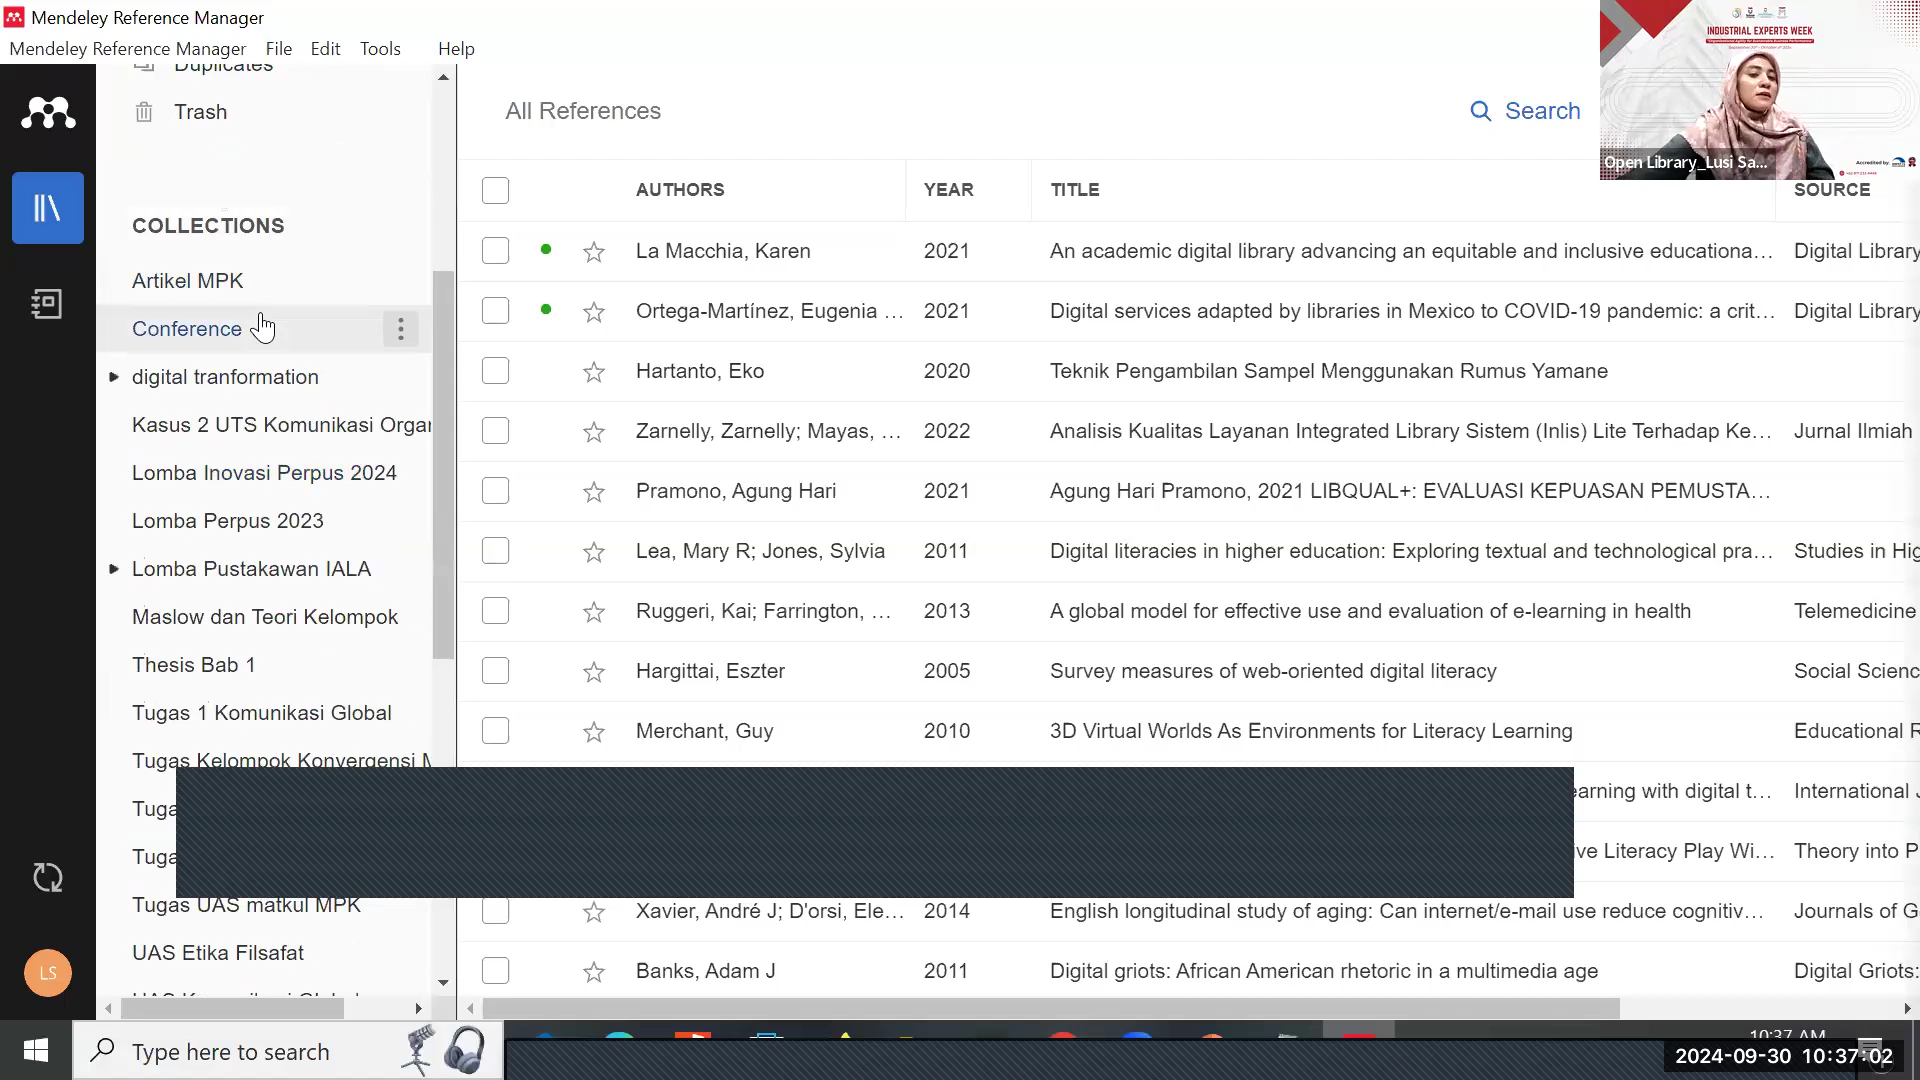 Mendeley Reference Manager
Mendeley Reference Manager File Edit Tools Help
INDUSTRIAL EXPERTS WEEK
Open Library_Lusi Sa...
Accredited by:
Duplicates
Trash
COLLECTIONS
Artikel MPK
Conference
digital tranformation
Kasus 2 UTS Komunikasi Orgar
Lomba Inovasi Perpus 2024
Lomba Perpus 2023
Lomba Pustakawan IALA
Maslow dan Teori Kelompok
Thesis Bab 1
Tugas 1 Komunikasi Global
Tugas Kelompok Konvergensi M
Tuga
Tuga
Tugas UAS matkul MPK
UAS Etika Filsafat
LS
All References
Search
AUTHORS YEAR TITLE SOURCE
La Macchia, Karen 2021 An academic digital library advancing an equitable and inclusive educationa... Digital Library
Ortega-Martínez, Eugenia ... 2021 Digital services adapted by libraries in Mexico to COVID-19 pandemic: a crit... Digital Library
Hartanto, Eko 2020 Teknik Pengambilan Sampel Menggunakan Rumus Yamane
Zarnelly, Zarnelly; Mayas, ... 2022 Analisis Kualitas Layanan Integrated Library Sistem (Inlis) Lite Terhadap Ke... Jurnal Ilmiah
Pramono, Agung Hari 2021 Agung Hari Pramono, 2021 LIBQUAL+: EVALUASI KEPUASAN PEMUSTA...
Lea, Mary R; Jones, Sylvia 2011 Digital literacies in higher education: Exploring textual and technological pra... Studies in Hig
Ruggeri, Kai; Farrington, ... 2013 A global model for effective use and evaluation of e-learning in health Telemedicine
Hargittai, Eszter 2005 Survey measures of web-oriented digital literacy Social Scienc
Merchant, Guy 2010 3D Virtual Worlds As Environments for Literacy Learning Educational R
earning with digital t... International J
ive Literacy Play Wi... Theory into P
Xavier, André J; D'orsi, Ele... 2014 English longitudinal study of aging: Can internet/e-mail use reduce cognitiv... Journals of G
Banks, Adam J 2011 Digital griots: African American rhetoric in a multimedia age Digital Griots:
Type here to search
10:37 AM
2024-09-30 10:37:02